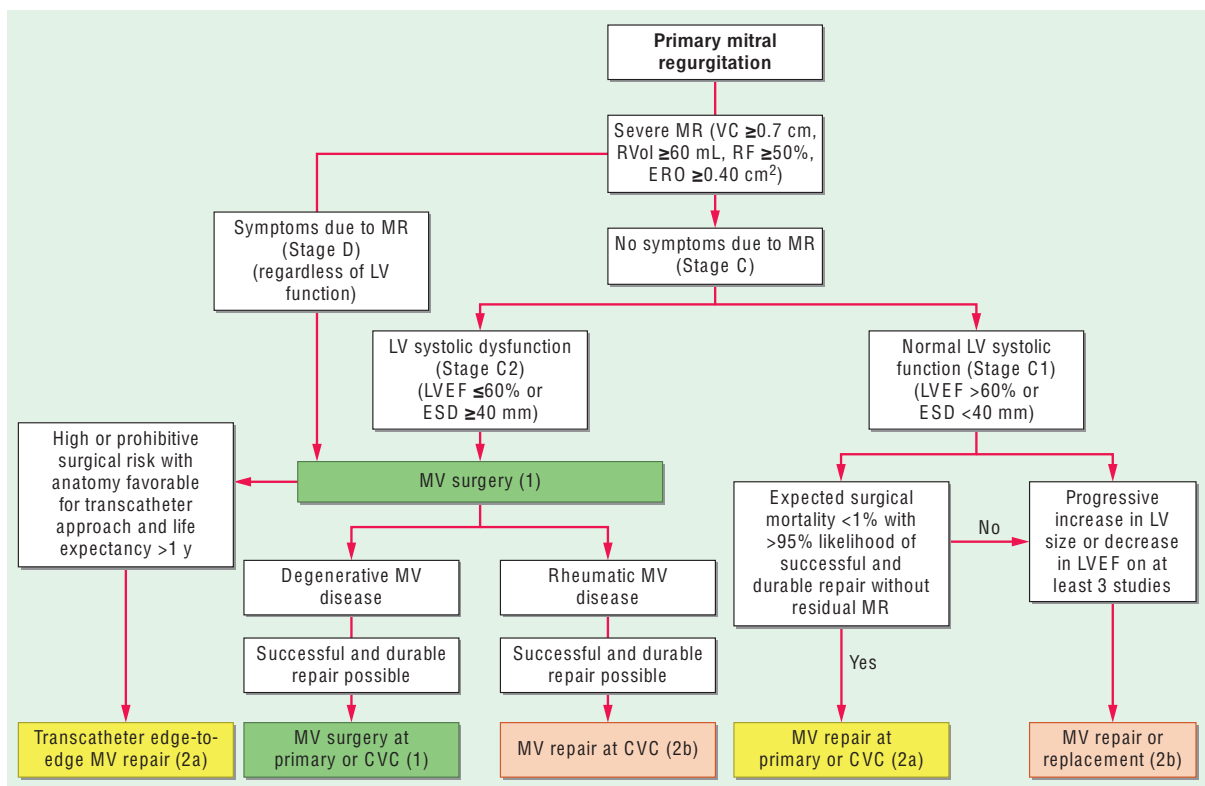 Primary mitral
regurgitation
Severe MR (VC ≥0.7 cm,
RVol ≥60 mL, RF ≥50%,
ERO ≥0.40 cm²)
Symptoms due to MR
(Stage D)
(regardless of LV
function)
No symptoms due to MR
(Stage C)
LV systolic dysfunction
(Stage C2)
(LVEF ≤60% or
ESD ≥40 mm)
Normal LV systolic
function (Stage C1)
(LVEF >60% or
ESD <40 mm)
High or prohibitive
surgical risk with
anatomy favorable
for transcatheter
approach and life
expectancy >1 y
MV surgery (1)
Expected surgical
mortality <1% with
>95% likelihood of
successful and
durable repair without
residual MR
No
Progressive
increase in LV
size or decrease
in LVEF on at
least 3 studies
Degenerative MV
disease
Rheumatic MV
disease
Successful and durable
repair possible
Successful and durable
repair possible
Yes
Transcatheter edge-to-
edge MV repair (2a)
MV surgery at
primary or CVC (1)
MV repair at CVC (2b)
MV repair at
primary or CVC (2a)
MV repair or
replacement (2b)